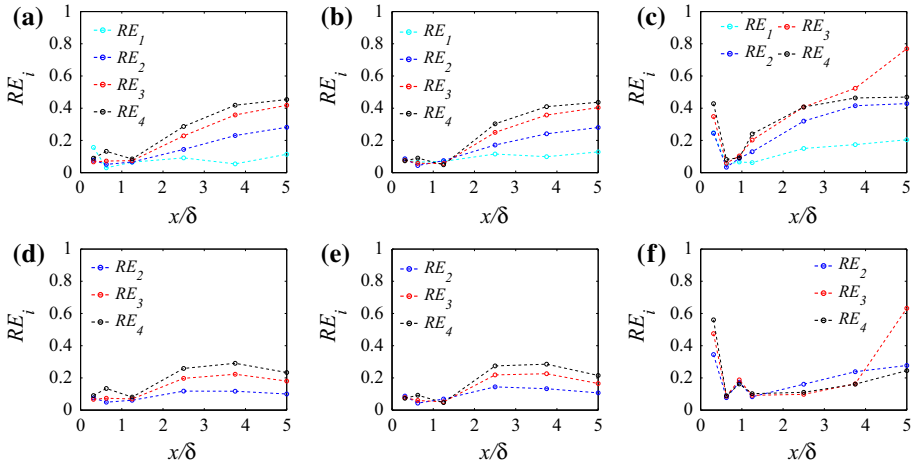 (a)
1
0.8
0.6
0.4
0.2
0
RE_i
RE_1
RE_2
RE_3
RE_4
0 1 2 3 4 5
x/δ
(b)
1
0.8
0.6
0.4
0.2
0
RE_i
RE_1
RE_2
RE_3
RE_4
0 1 2 3 4 5
x/δ
(c)
1
0.8
0.6
0.4
0.2
0
RE_i
RE_1 RE_3
RE_2 RE_4
0 1 2 3 4 5
x/δ
(d)
1
0.8
0.6
0.4
0.2
0
RE_i
RE_2
RE_3
RE_4
0 1 2 3 4 5
x/δ
(e)
1
0.8
0.6
0.4
0.2
0
RE_i
RE_2
RE_3
RE_4
0 1 2 3 4 5
x/δ
(f)
1
0.8
0.6
0.4
0.2
0
RE_i
RE_2
RE_3
RE_4
0 1 2 3 4 5
x/δ